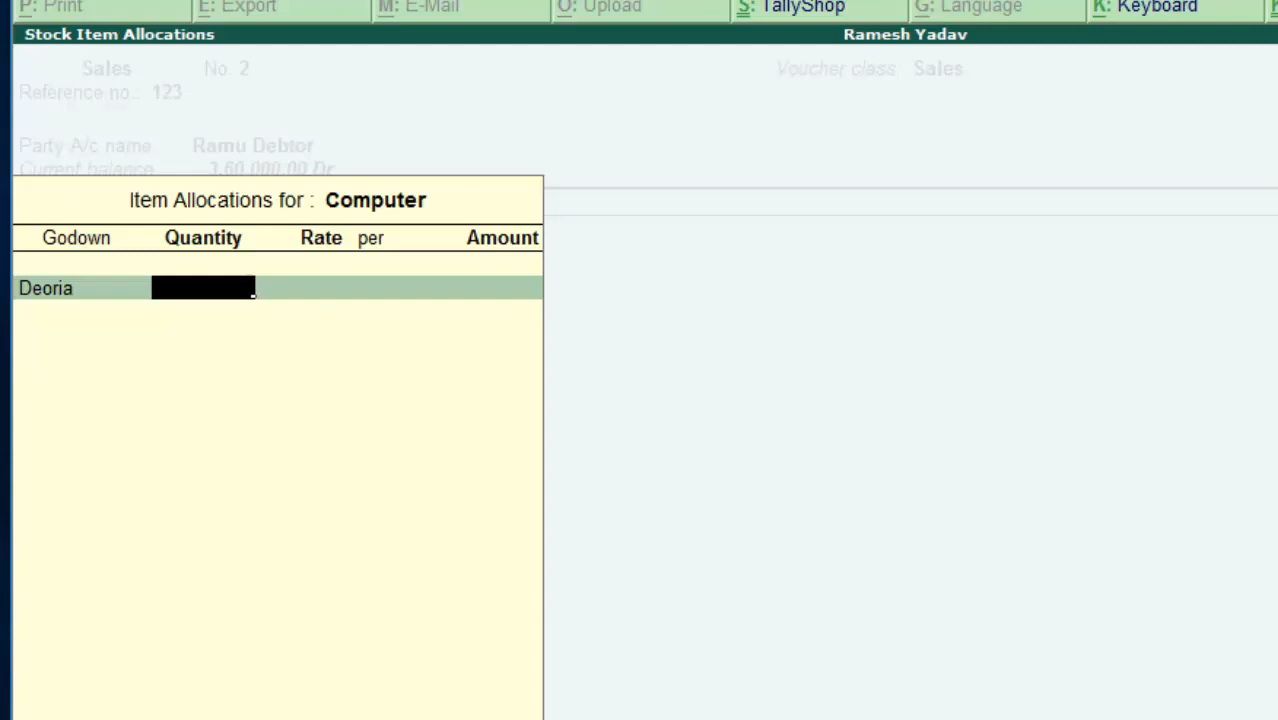 P: Print E: Export M: E-Mail O: Upload S: TallyShop G: Language K: Keyboard
Stock Item Allocations Ramesh Yadav
Sales No. 2 Voucher class Sales
Reference no.: 123
Party A/c name Ramu Debtor
Current balance 3,60,000.00 Dr
Item Allocations for : Computer
Godown Quantity Rate per Amount
Deoria